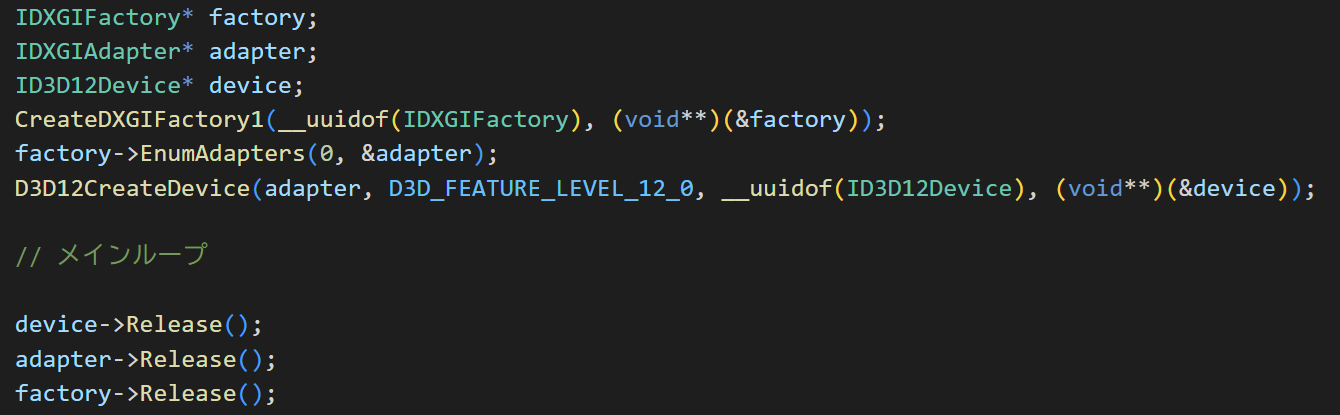 IDXGIFactory* factory;
IDXGIAdapter* adapter;
ID3D12Device* device;
CreateDXGIFactory1(__uuidof(IDXGIFactory), (void**)(&factory));
factory->EnumAdapters(0, &adapter);
D3D12CreateDevice(adapter, D3D_FEATURE_LEVEL_12_0, __uuidof(ID3D12Device), (void**)(&device));
// メインループ
device->Release();
adapter->Release();
factory->Release();